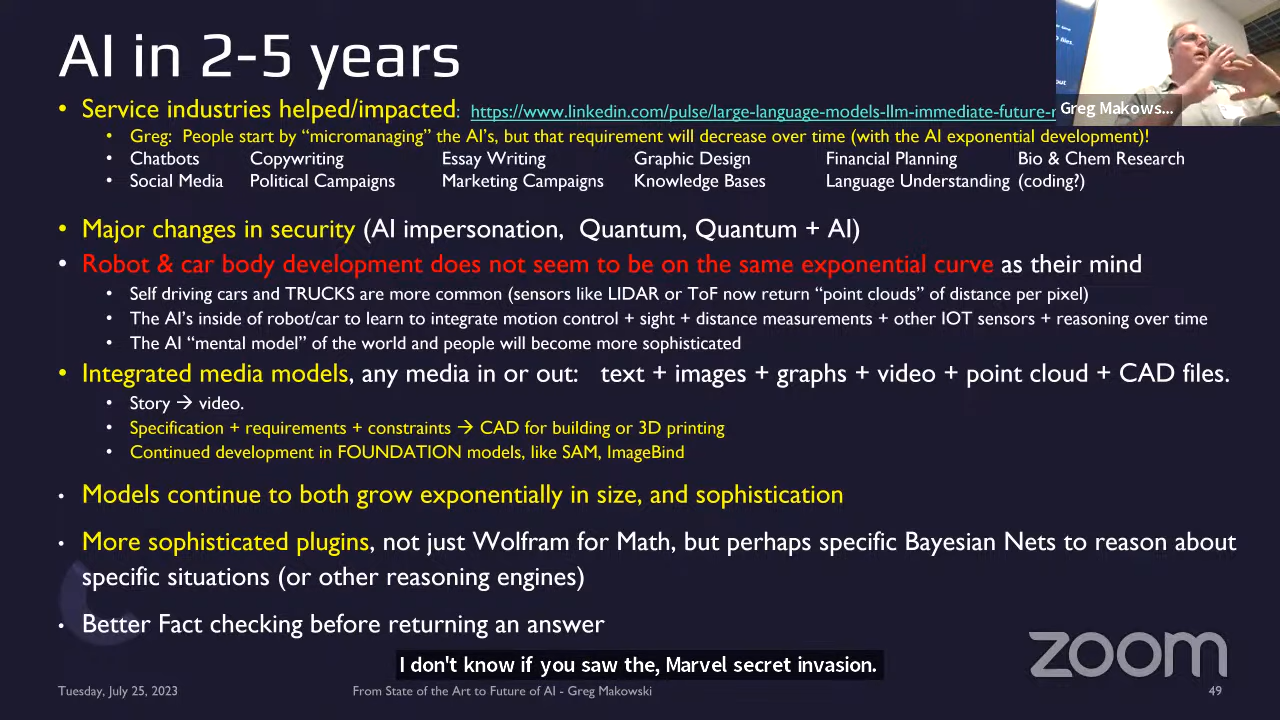 AI in 2-5 years
• Service industries helped/impacted: https://www.linkedin.com/pulse/large-language-models-llm-immediate-future-r
Greg Makows...
• Greg: People start by “micromanaging” the AI's, but that requirement will decrease over time (with the AI exponential development)!
• Chatbots Copywriting Essay Writing Graphic Design Financial Planning Bio & Chem Research
• Social Media Political Campaigns Marketing Campaigns Knowledge Bases Language Understanding (coding?)
• Major changes in security (AI impersonation, Quantum, Quantum + AI)
• Robot & car body development does not seem to be on the same exponential curve as their mind
• Self driving cars and TRUCKS are more common (sensors like LIDAR or ToF now return “point clouds” of distance per pixel)
• The AI's inside of robot/car to learn to integrate motion control + sight + distance measurements + other IOT sensors + reasoning over time
• The AI “mental model” of the world and people will become more sophisticated
• Integrated media models, any media in or out: text + images + graphs + video + point cloud + CAD files.
• Story → video.
• Specification + requirements + constraints → CAD for building or 3D printing
• Continued development in FOUNDATION models, like SAM, ImageBind
• Models continue to both grow exponentially in size, and sophistication
• More sophisticated plugins, not just Wolfram for Math, but perhaps specific Bayesian Nets to reason about
specific situations (or other reasoning engines)
• Better Fact checking before returning an answer
I don't know if you saw the, Marvel secret invasion.
zoom
Tuesday, July 25, 2023 From State of the Art to Future of AI - Greg Makowski 49